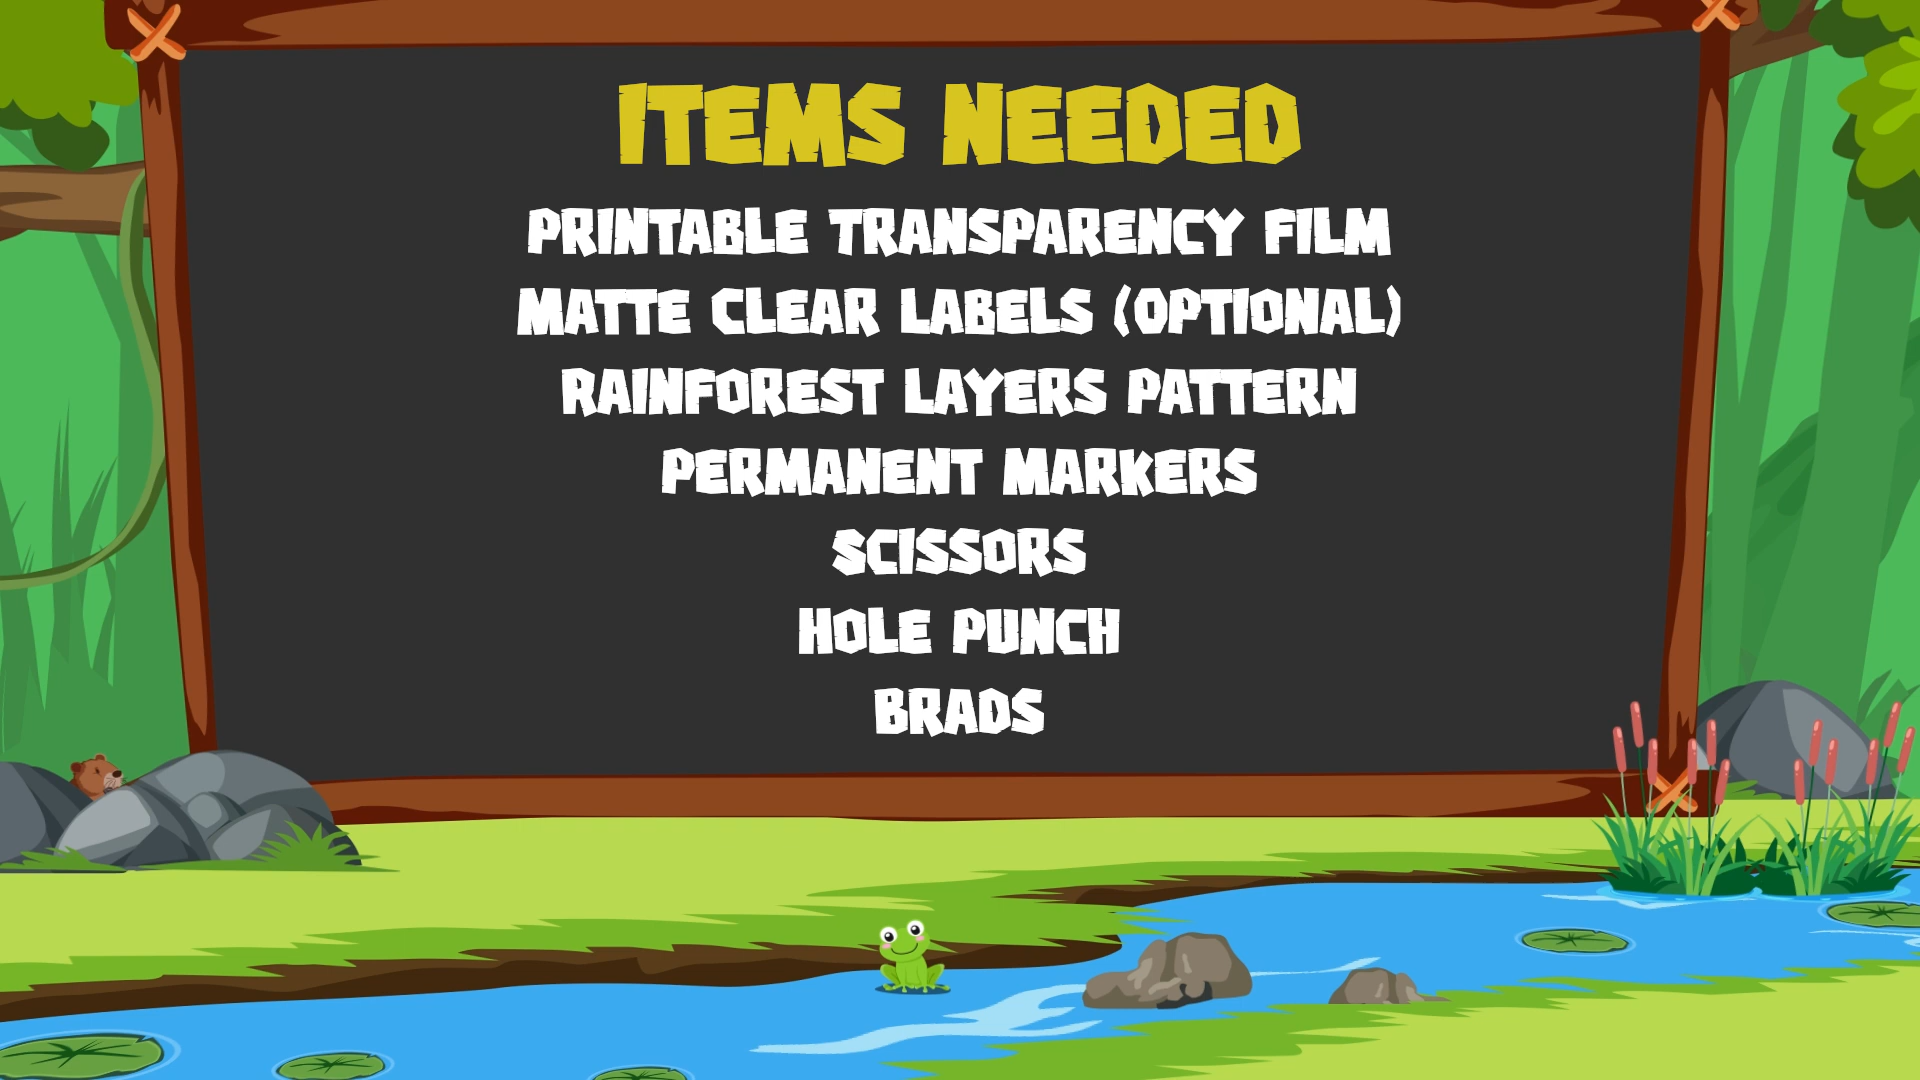 ITEMS NEEDED
PRINTABLE TRANSPARENCY FILM
MATTE CLEAR LABELS (OPTIONAL)
RAINFOREST LAYERS PATTERN
PERMANENT MARKERS
SCISSORS
HOLE PUNCH
BRADS